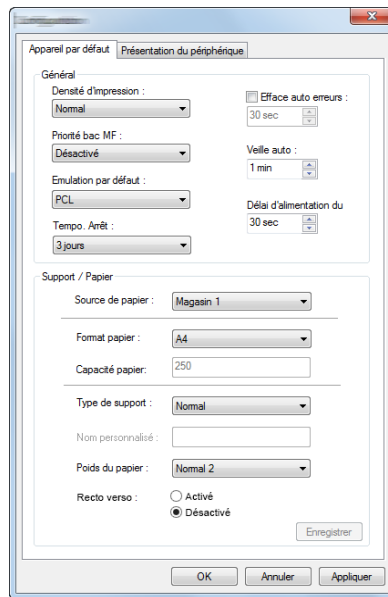 Appareil par défaut
Présentation du périphérique
Général
Densité d'impression :
Normal
Priorité bac MF :
Désactivé
Emulation par défaut :
PCL
Tempo. Arrêt :
3 jours
Efface auto erreurs :
30 sec
Veille auto :
1 min
Délai d'alimentation du
30 sec
Support / Papier
Source de papier :
Magasin 1
Format papier :
A4
Capacité papier:
250
Type de support :
Normal
Nom personnalisé :
Poids du papier :
Normal 2
Recto verso :
Activé
Désactivé
Enregistrer
OK
Annuler
Appliquer